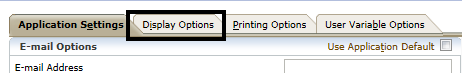 Application Settings Display Options Printing Options User Variable Options
E-mail Options Use Application Default
E-mail Address